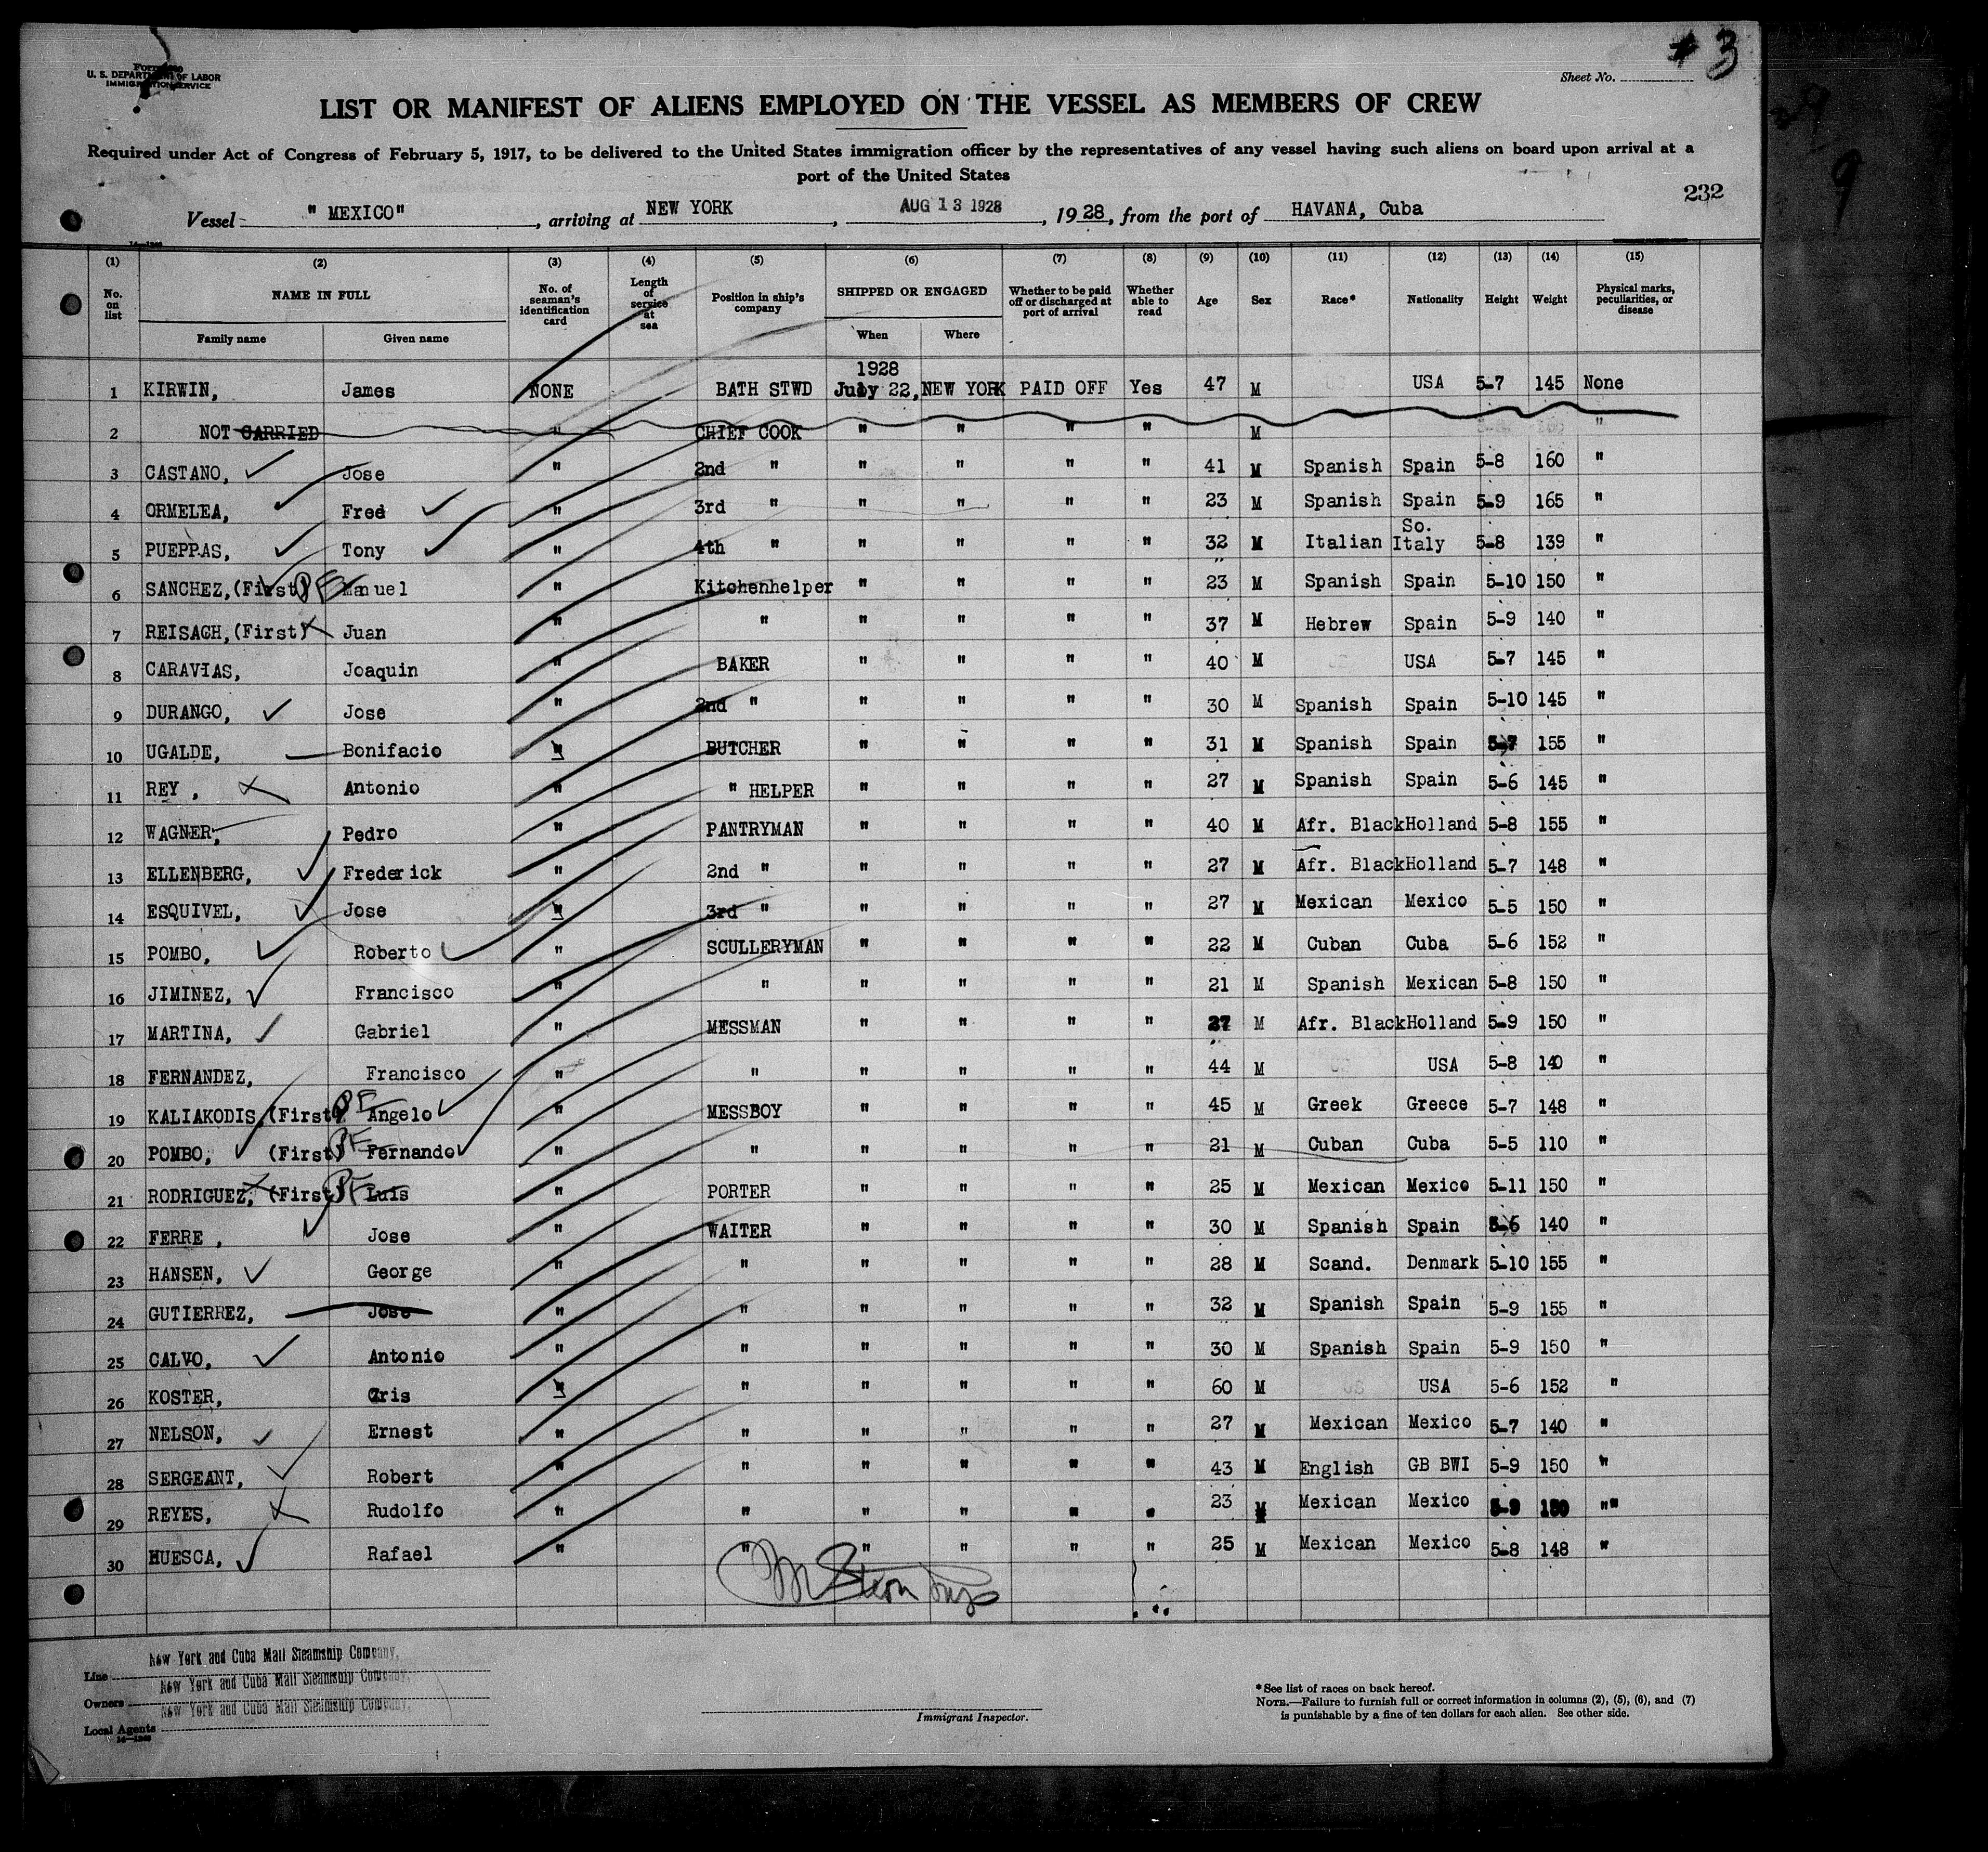 # 3
Form
U. S. DEPARTMENT OF LABOR
IMMIGRATION SERVICE
Sheet No.
LIST OR MANIFEST OF ALIENS EMPLOYED ON THE VESSEL AS MEMBERS OF CREW
Required under Act of Congress of February 5, 1917, to be delivered to the United States immigration officer by the representatives of any vessel having such aliens on board upon arrival at a
port of the United States
232
Vessel "MEXICO", arriving at NEW YORK, AUG 13 1928, 1928, from the port of HAVANA, Cuba
(1) (2) (3) (4) (5) (6) (7) (8) (9) (10) (11) (12) (13) (14) (15)
No. on list NAME IN FULL No. of seaman's identification card Length of service at sea Position in ship's company SHIPPED OR ENGAGED Whether to be paid off or discharged at port of arrival Whether able to read Age Sex Race* Nationality Height Weight Physical marks, peculiarities, or disease
Family name Given name When Where
1928
1 KIRWIN, James NONE BATH STWD July 22, NEW YORK PAID OFF Yes 47 M USA 5-7 145 None
2 NOT CARRIED " CHIEF COOK " " " " M "
3 CASTANO, Jose " 2nd " " " " " 41 M Spanish Spain 5-8 160 "
4 ORMELEA, Fred " 3rd " " " " " 23 M Spanish Spain 5-9 165 "
5 PUEPPAS, Tony " 4th " " " " " 32 M Italian So. Italy 5-8 139 "
6 SANCHEZ, (First) PE Manuel " Kitchenhelper " " " " 23 M Spanish Spain 5-10 150 "
7 REISACH, (First) Juan " " " " " " 37 M Hebrew Spain 5-9 140 "
8 CARAVIAS, Joaquin " BAKER " " " " 40 M USA 5-7 145 "
9 DURANGO, Jose " 2nd " " " " " 30 M Spanish Spain 5-10 145 "
10 UGALDE, Bonifacio " BUTCHER " " " " 31 M Spanish Spain 5-7 155 "
11 REY , Antonio " " HELPER " " " " 27 M Spanish Spain 5-6 145 "
12 WAGNER, Pedro " PANTRYMAN " " " " 40 M Afr. Black Holland 5-8 155 "
13 ELLENBERG, Frederick " 2nd " " " " " 27 M Afr. Black Holland 5-7 148 "
14 ESQUIVEL, Jose " 3rd " " " " " 27 M Mexican Mexico 5-5 150 "
15 POMBO, Roberto " SCULLERYMAN " " " " 22 M Cuban Cuba 5-6 152 "
16 JIMINEZ, Francisco " " " " " " 21 M Spanish Mexican 5-8 150 "
17 MARTINA, Gabriel " MESSMAN " " " " 27 M Afr. Black Holland 5-9 150 "
18 FERNANDEZ, Francisco " " " " " " 44 M USA 5-8 140 "
19 KALIAKODIS, (First) PE Angelo " MESSBOY " " " " 45 M Greek Greece 5-7 148 "
20 POMBO, (First) PE Fernando " " " " " " 21 M Cuban Cuba 5-5 110 "
21 RODRIGUEZ, (First) PE Luis " PORTER " " " " 25 M Mexican Mexico 5-11 150 "
22 FERRE , Jose " WAITER " " " " 30 M Spanish Spain 5-6 140 "
23 HANSEN, George " " " " " " 28 M Scand. Denmark 5-10 155 "
24 GUTIERREZ, Jose " " " " " " 32 M Spanish Spain 5-9 155 "
25 CALVO, Antonio " " " " " " 30 M Spanish Spain 5-9 150 "
26 KOSTER, Cris " " " " " " 60 M USA 5-6 152 "
27 NELSON, Ernest " " " " " " 27 M Mexican Mexico 5-7 140 "
28 SERGEANT, Robert " " " " " " 43 M English GB BWI 5-9 150 "
29 REYES, Rudolfo " " " " " " 23 M Mexican Mexico ""
30 HUESCA, Rafael " " " " " " 25 M Mexican Mexico 5-8 148 "
Line New York and Cuba Mail Steamship Company,
Owners New York and Cuba Mail Steamship Company,
Local Agents New York and Cuba Mail Steamship Company,
Immigrant Inspector.
*See list of races on back hereof.
NOTE.—Failure to furnish full or correct information in columns (2), (5), (6), and (7)
is punishable by a fine of ten dollars for each alien. See other side.